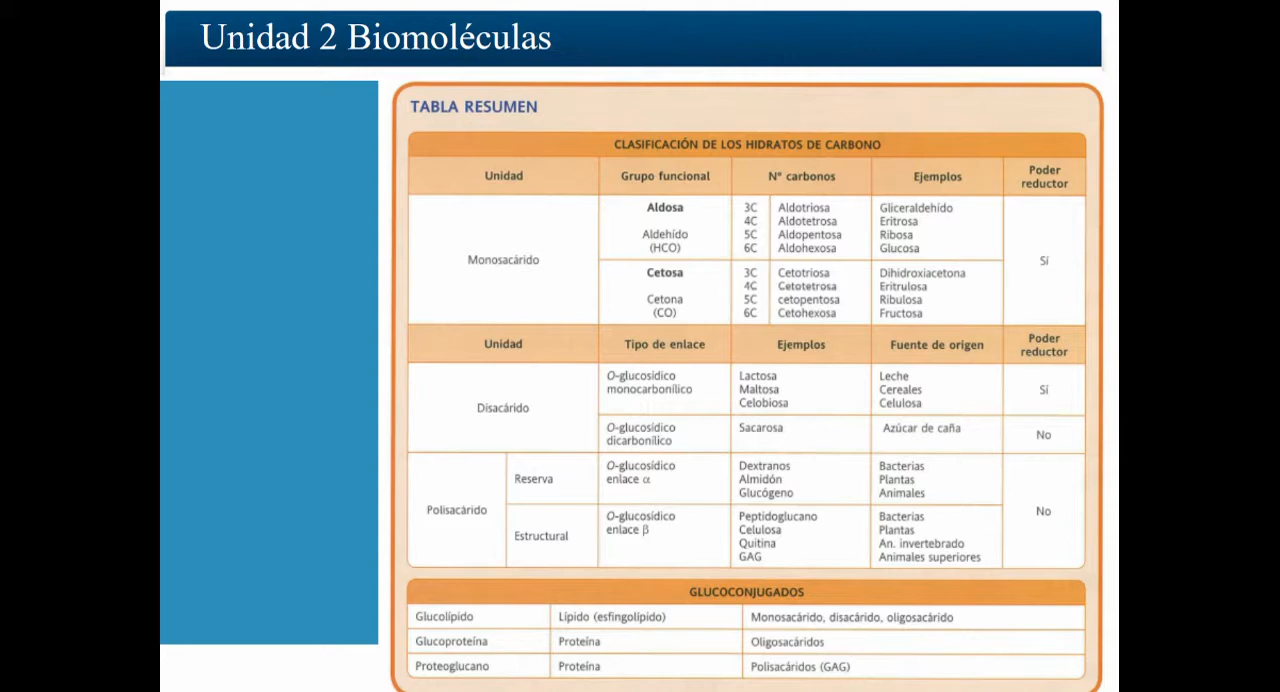 Unidad 2 Biomoléculas
TABLA RESUMEN
CLASIFICACIÓN DE LOS HIDRATOS DE CARBONO
Unidad Grupo funcional N° carbonos Ejemplos Poder reductor
Monosacárido
Aldosa
Aldehído
(HCO)
3C Aldotriosa Gliceraldehído
4C Aldotetrosa Eritrosa
5C Aldopentosa Ribosa
6C Aldohexosa Glucosa
Sí
Cetosa
Cetona
(CO)
3C Cetotriosa Dihidroxiacetona
4C Cetotetrosa Eritrulosa
5C cetopentosa Ribulosa
6C Cetohexosa Fructosa
Unidad Tipo de enlace Ejemplos Fuente de origen Poder reductor
Disacárido
O-glucosídico
monocarbonílico
Lactosa Leche
Maltosa Cereales
Celobiosa Celulosa
Sí
O-glucosídico
dicarbonílico
Sacarosa Azúcar de caña
No
Polisacárido
Reserva
O-glucosídico
enlace α
Dextranos Bacterias
Almidón Plantas
Glucógeno Animales
No
Estructural
O-glucosídico
enlace β
Peptidoglucano Bacterias
Celulosa Plantas
Quitina An. invertebrado
GAG Animales superiores
GLUCOCONJUGADOS
Glucolípido Lípido (esfingolípido) Monosacárido, disacárido, oligosacárido
Glucoproteína Proteína Oligosacáridos
Proteoglucano Proteína Polisacáridos (GAG)